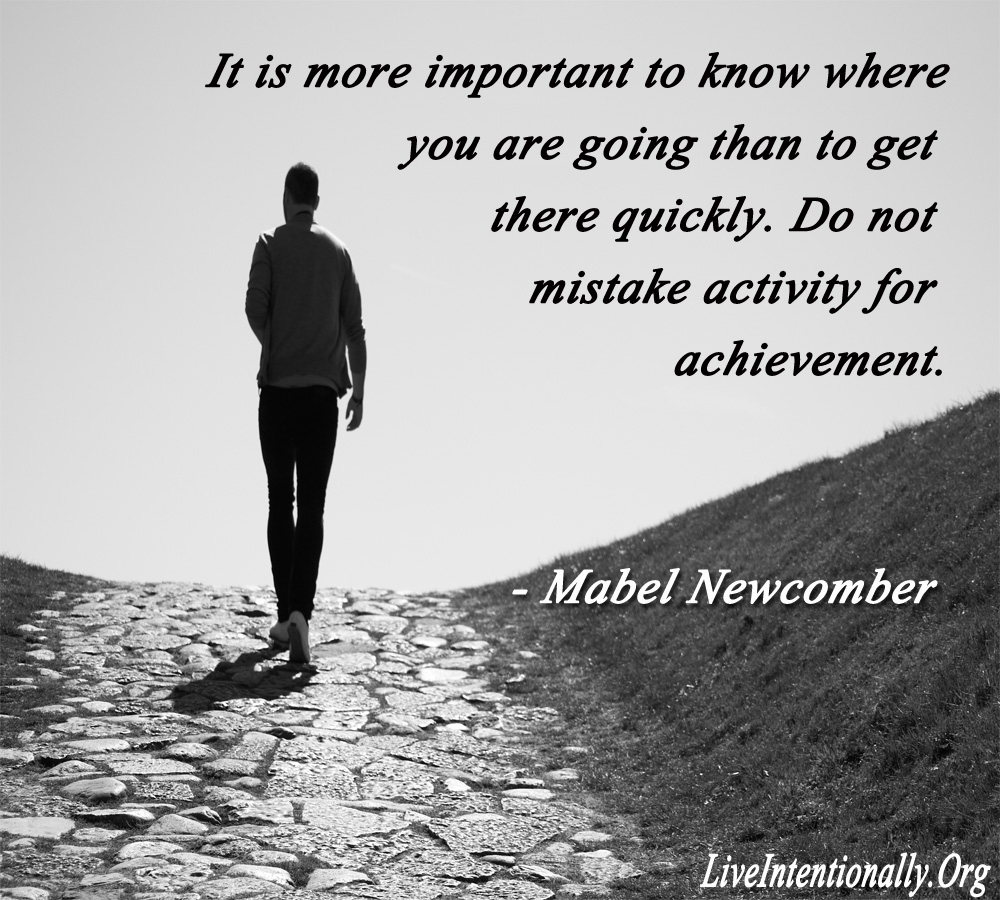 It is more important to know where
you are going than to get
there quickly. Do not
mistake activity for
achievement.
- Mabel Newcomber
LiveIntentionally.Org